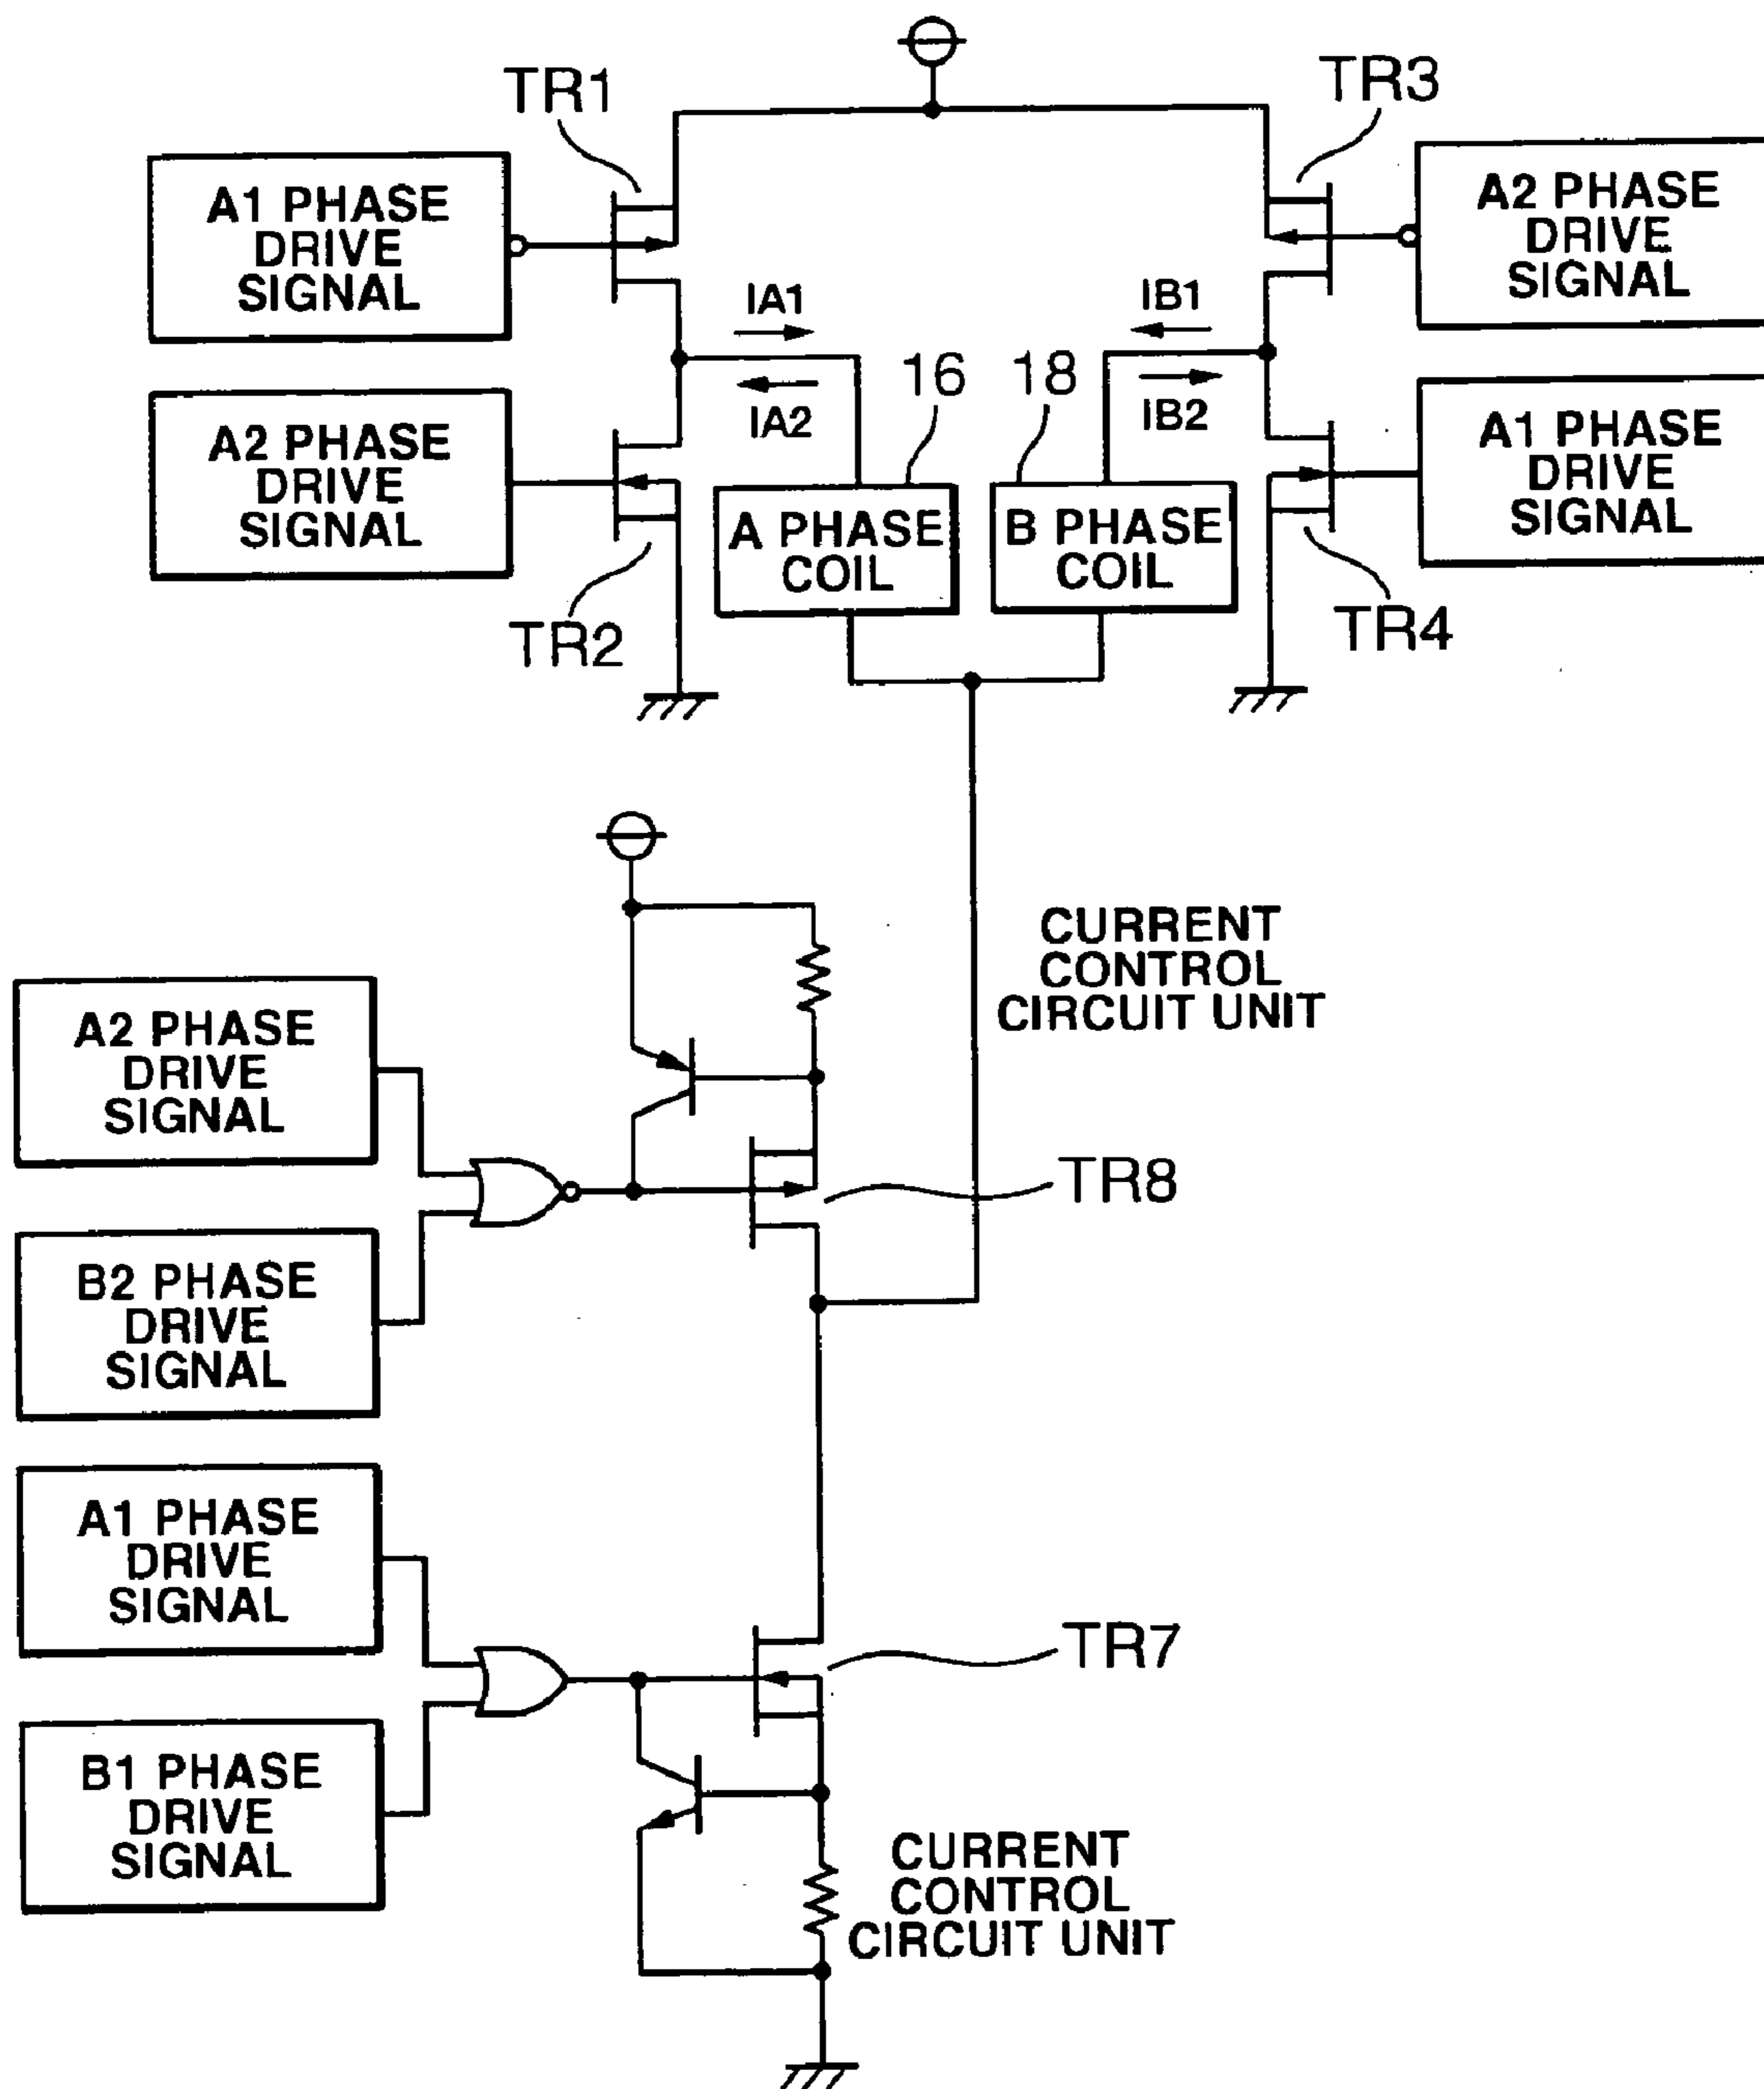 TR1
TR3
A1 PHASE
DRIVE
SIGNAL
A2 PHASE
DRIVE
SIGNAL
IA1
IB1
IA2
16
18
IB2
A2 PHASE
DRIVE
SIGNAL
A1 PHASE
DRIVE
SIGNAL
A PHASE
COIL
B PHASE
COIL
TR2
TR4
CURRENT
CONTROL
CIRCUIT UNIT
A2 PHASE
DRIVE
SIGNAL
TR8
B2 PHASE
DRIVE
SIGNAL
A1 PHASE
DRIVE
SIGNAL
TR7
B1 PHASE
DRIVE
SIGNAL
CURRENT
CONTROL
CIRCUIT UNIT